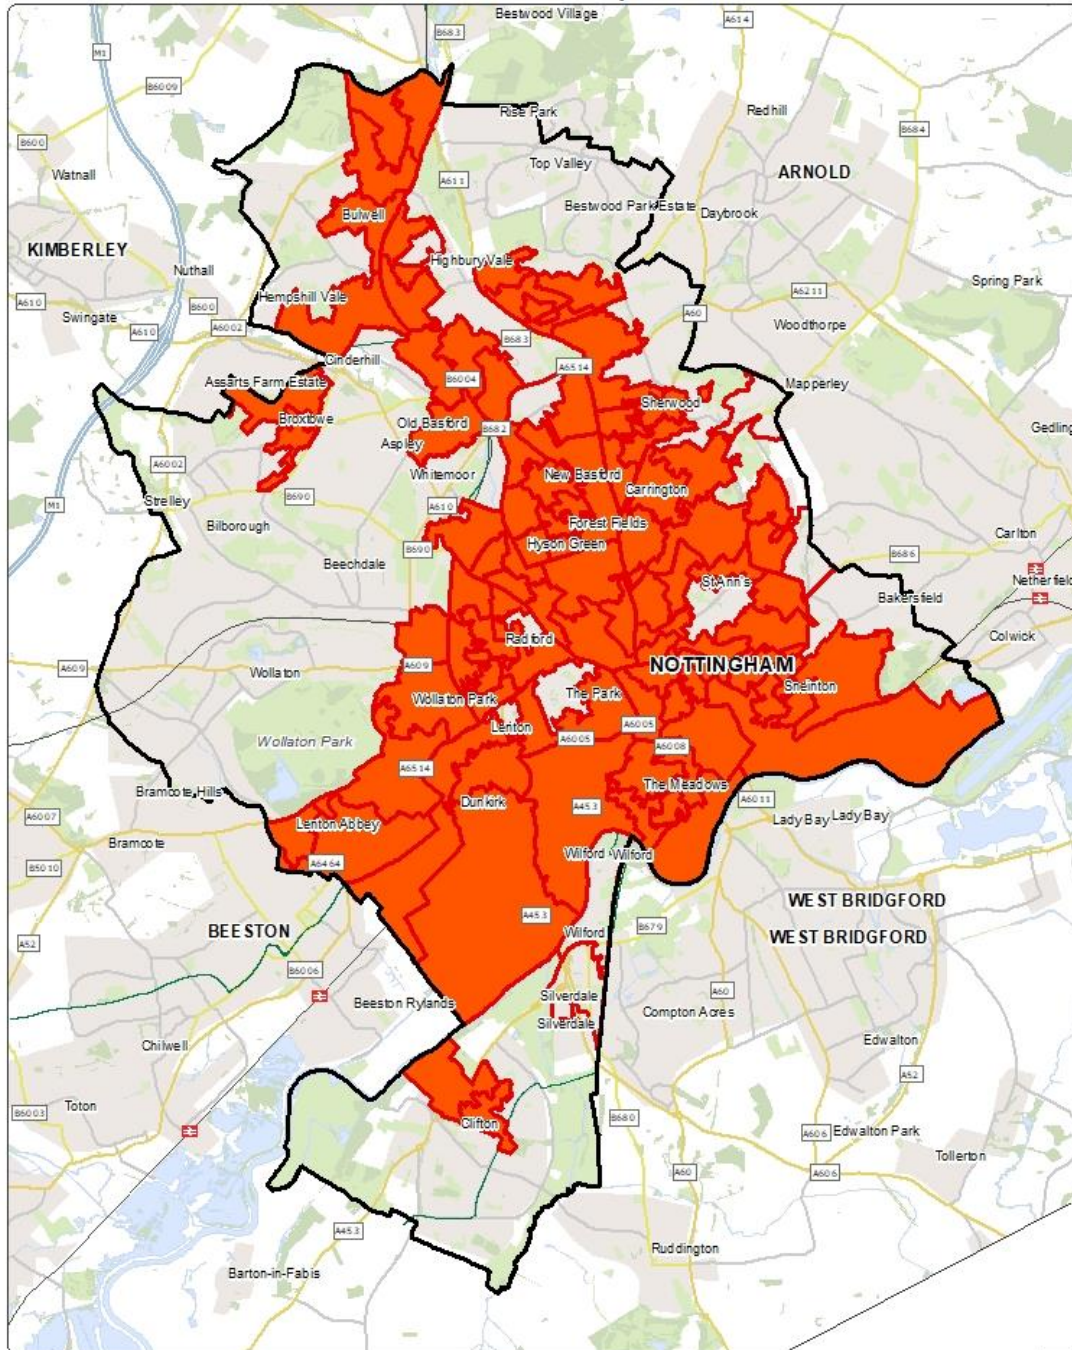 Bestwood Village
A614
B683
M1
B6009
Rise Park
Redhill
B684
B600
Watnall
Top Valley
ARNOLD
A611
Bestwood Park Estate
Daybrook
Bulwell
KIMBERLEY
Highbury Vale
Nuthall
Spring Park
A610
B600
Hempshill Vale
A6211
Swingate
A610
A6002
A60
Woodthorpe
B683
Cinderhill
A6514
Assarts Farm Estate
B6004
Mapperley
Sherwood
Broxtowe
Old Basford
B682
Gedling
Aspley
A6002
Whitemoor
New Basford
Carrington
B690
Strelley
M1
A610
Bilborough
Forest Fields
Hyson Green
Carlton
B690
B686
Beechdale
St Ann's
Netherfield
Bakersfield
Radford
Colwick
A609
A609
NOTTINGHAM
Wollaton
Sneinton
Wollaton Park
The Park
Lenton
A6005
Wollaton Park
A6005
A6008
A6514
The Meadows
Bramcote Hills
Dunkirk
A453
A6011
A6007
Lenton Abbey
Lady Bay
Lady Bay
Bramcote
B5010
A6464
Wilford
Wilford
WEST BRIDGFORD
A453
BEESTON
Wilford
B679
WEST BRIDGFORD
A52
B6006
A60
Beeston Rylands
Silverdale
Compton Acres
Silverdale
Chilwell
Edwalton
A52
Toton
B6003
Clifton
B680
A606
Edwalton Park
Tollerton
A60
A606
A453
Ruddington
Barton-in-Fabis